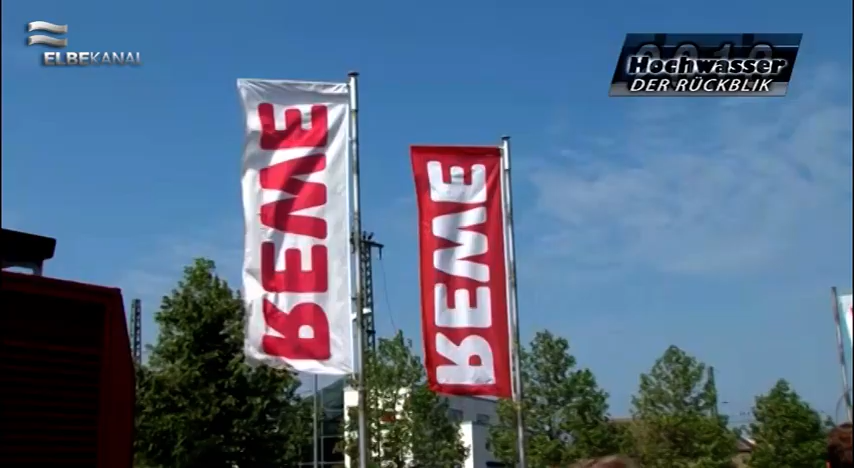 ELBEKANAL
Hochwasser
DER RÜCKBLIK
REWE
REWE